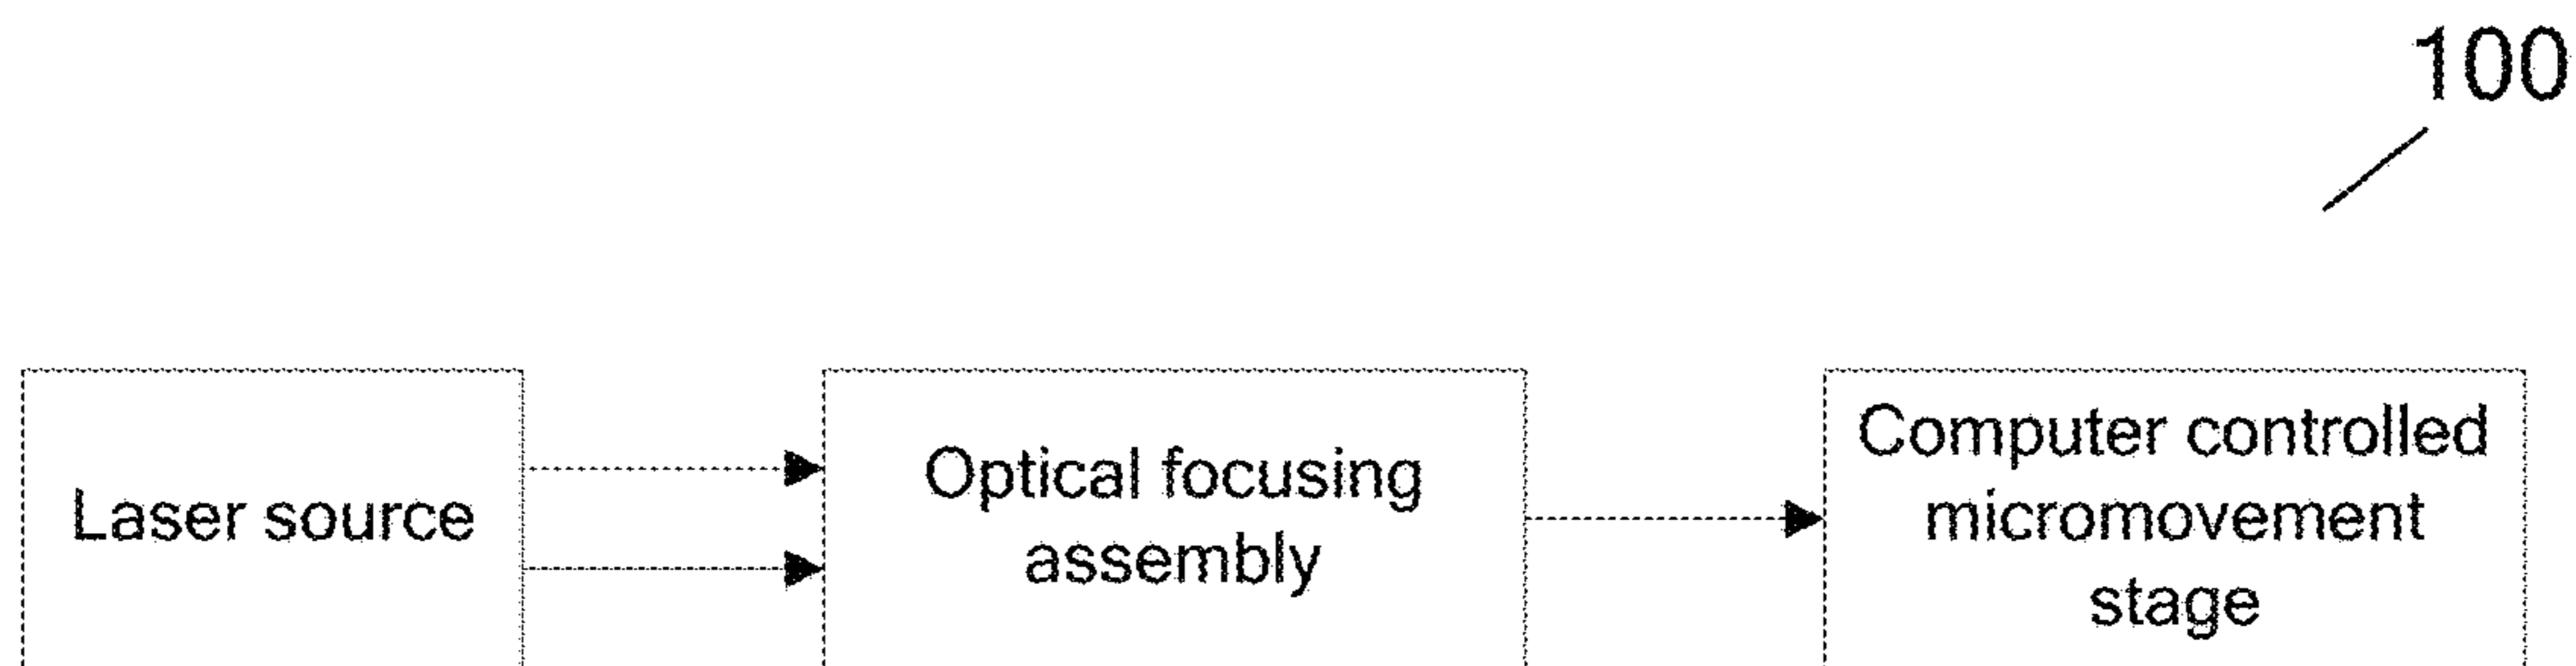 100
Laser source
Optical focusing
assembly
Computer controlled
micromovement
stage